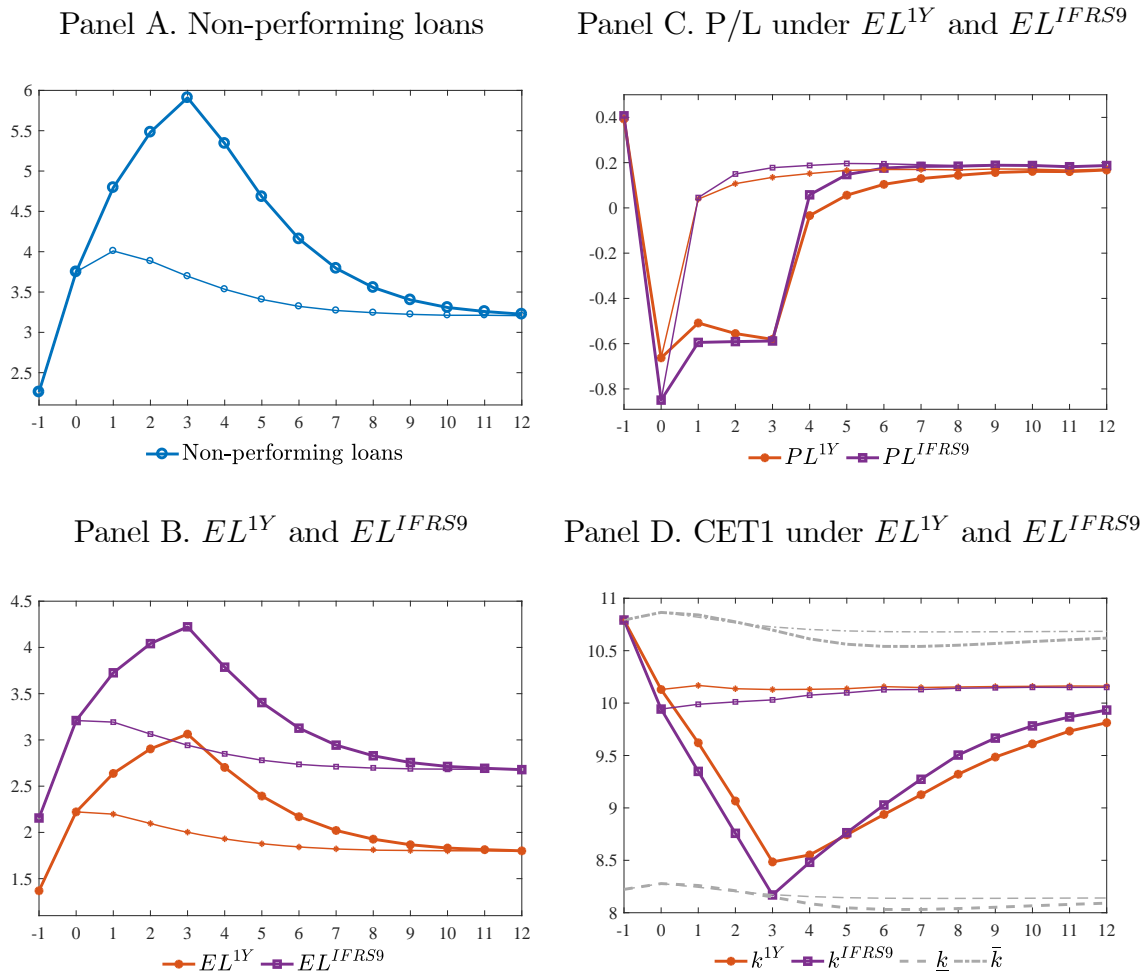 Panel A. Non-performing loans
6
5.5
5
4.5
4
3.5
3
2.5
-1 0 1 2 3 4 5 6 7 8 9 10 11 12
Non-performing loans
Panel C. P/L under EL^{1Y} and EL^{IFRS9}
0.4
0.2
0
-0.2
-0.4
-0.6
-0.8
-1 0 1 2 3 4 5 6 7 8 9 10 11 12
PL^{1Y} PL^{IFRS9}
Panel B. EL^{1Y} and EL^{IFRS9}
4.5
4
3.5
3
2.5
2
1.5
-1 0 1 2 3 4 5 6 7 8 9 10 11 12
EL^{1Y} EL^{IFRS9}
Panel D. CET1 under EL^{1Y} and EL^{IFRS9}
11
10.5
10
9.5
9
8.5
8
-1 0 1 2 3 4 5 6 7 8 9 10 11 12
k^{1Y} k^{IFRS9} k̲ k̄